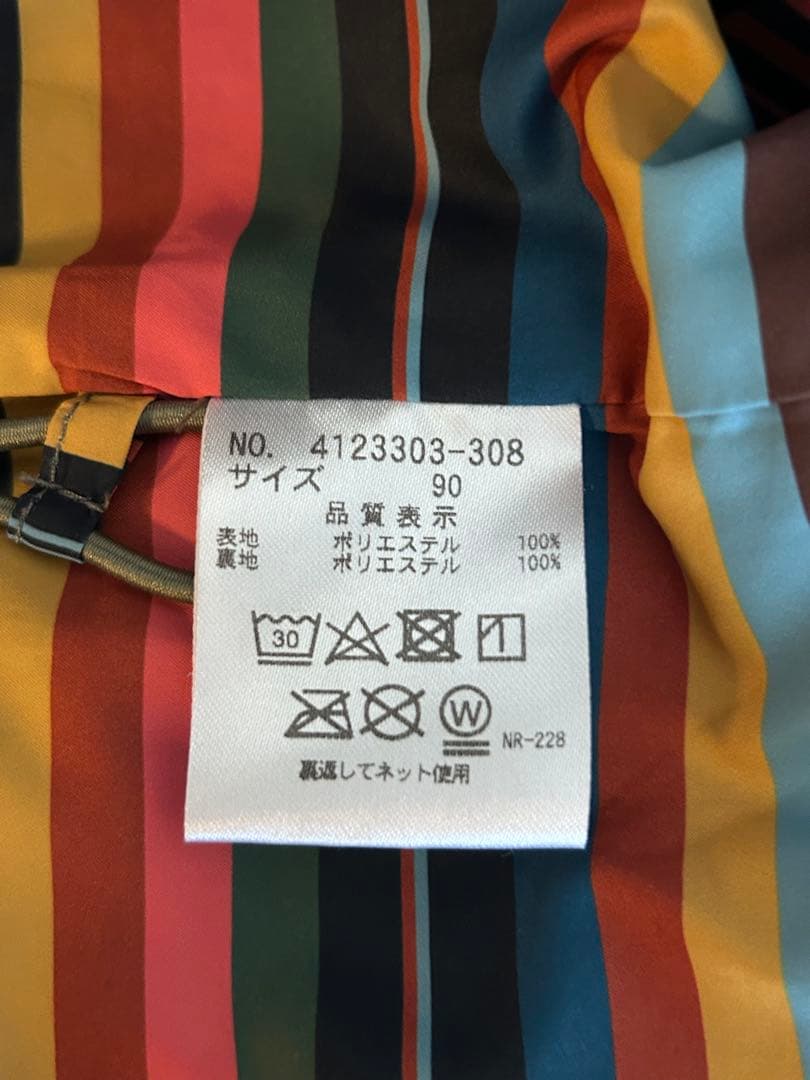 NO. 4123303-308
サイズ 90
品質表示
表地 ポリエステル 100%
裏地 ポリエステル 100%
30
W
NR-228
裏返してネット使用